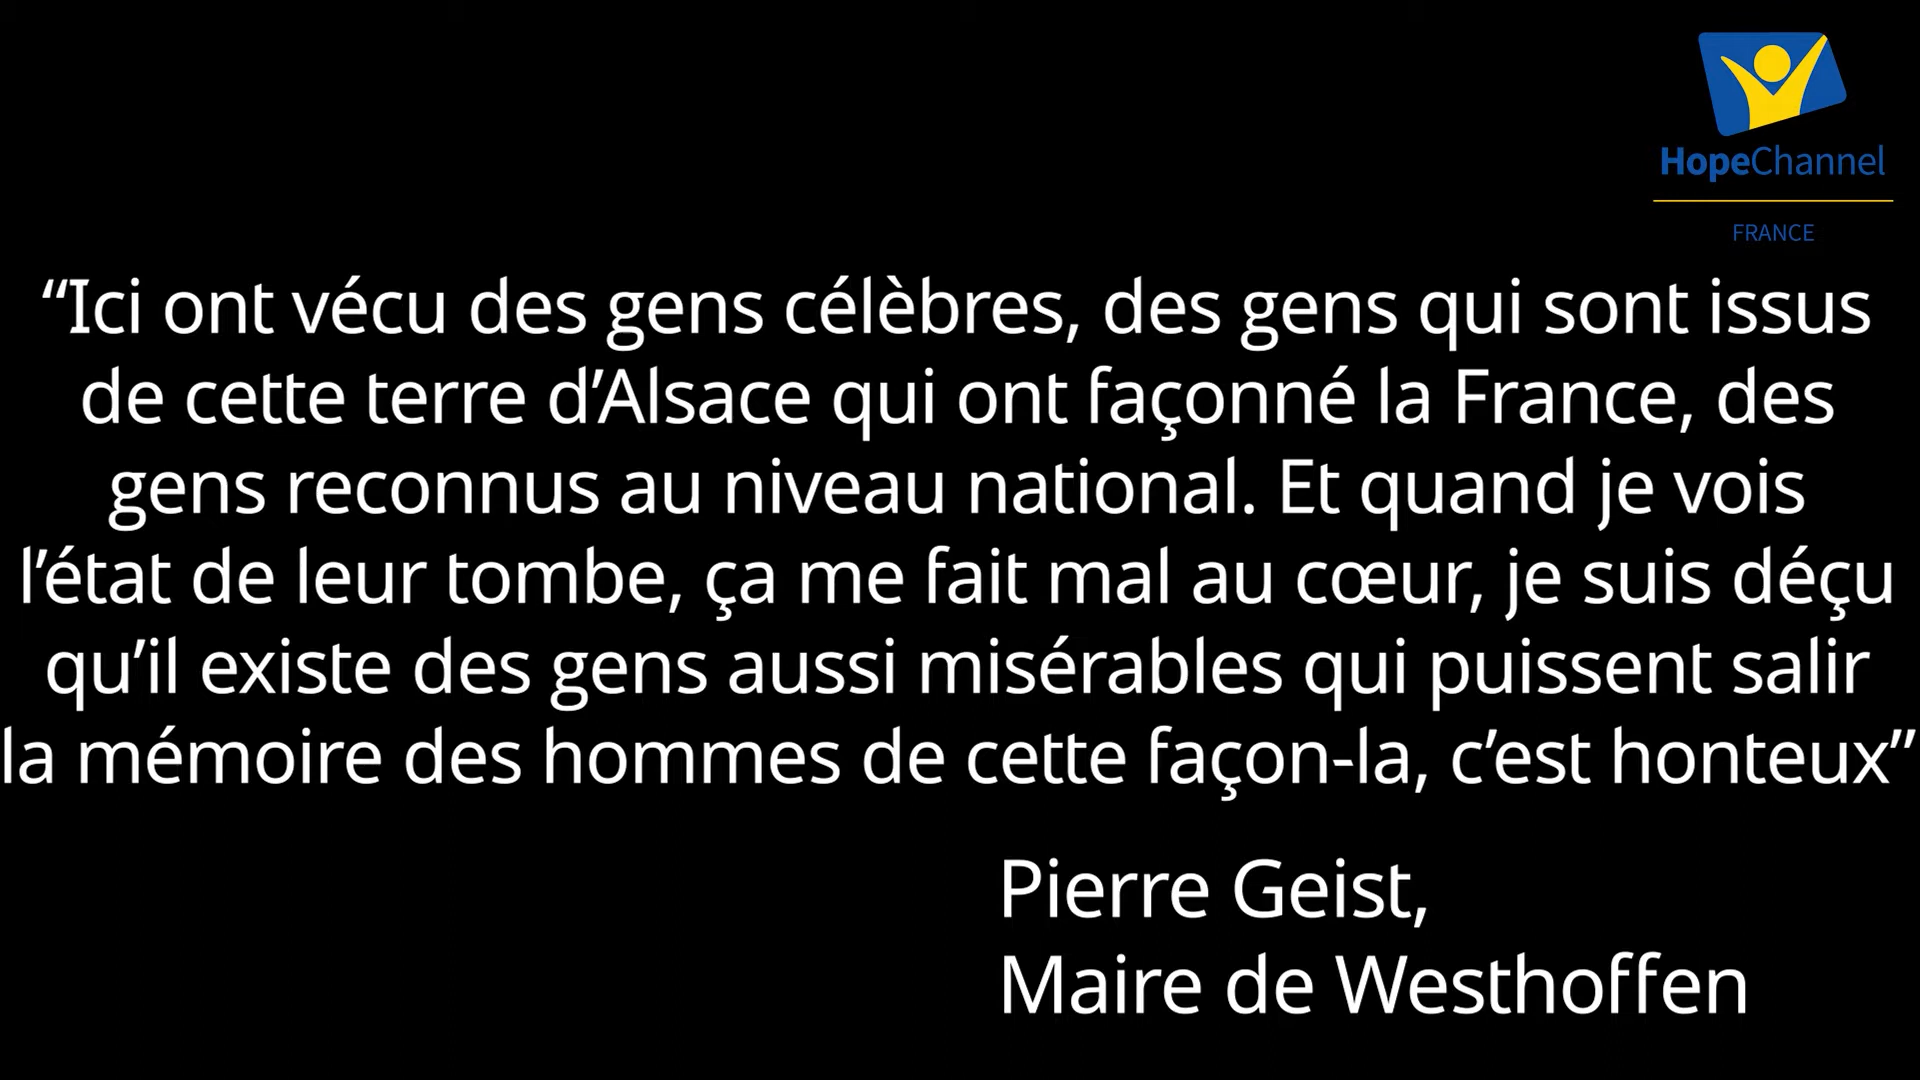 HopeChannel
FRANCE
“Ici ont vécu des gens célèbres, des gens qui sont issus
de cette terre d’Alsace qui ont façonné la France, des
gens reconnus au niveau national. Et quand je vois
l’état de leur tombe, ça me fait mal au cœur, je suis déçu
qu’il existe des gens aussi misérables qui puissent salir
la mémoire des hommes de cette façon-la, c’est honteux”
Pierre Geist,
Maire de Westhoffen